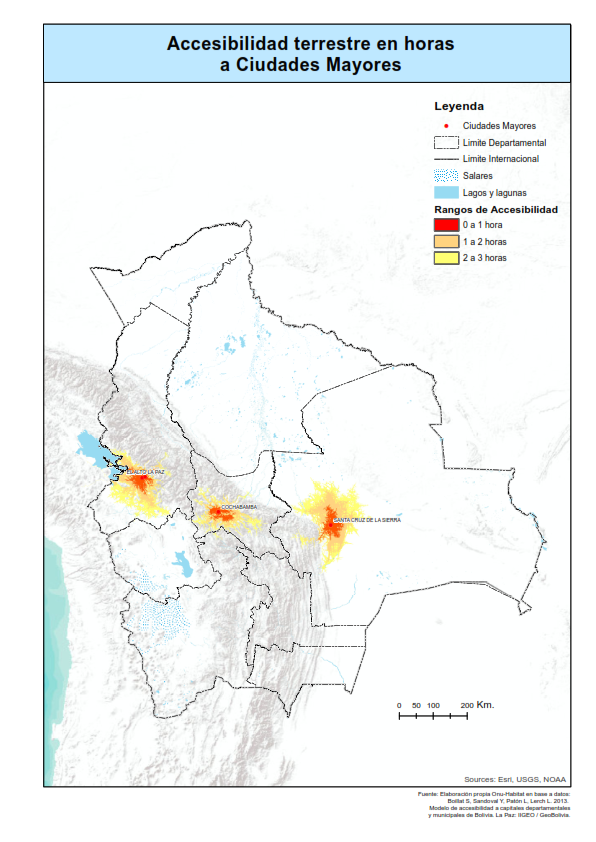 Accesibilidad terrestre en horas
a Ciudades Mayores
Leyenda
Ciudades Mayores
Limite Departamental
Limite Internacional
Salares
Lagos y lagunas
Rangos de Accesibilidad
0 a 1 hora
1 a 2 horas
2 a 3 horas
EL ALTO LA PAZ
COCHABAMBA
SANTA CRUZ DE LA SIERRA
0 50 100 200 Km.
Sources: Esri, USGS, NOAA
Fuente: Elaboración propia Onu-Habitat en base a datos:
Boillat S, Sandoval Y, Patón L, Lerch L. 2013.
Modelo de accesibilidad a capitales departamentales
y municipales de Bolivia. La Paz: IIGEO / GeoBolivia.